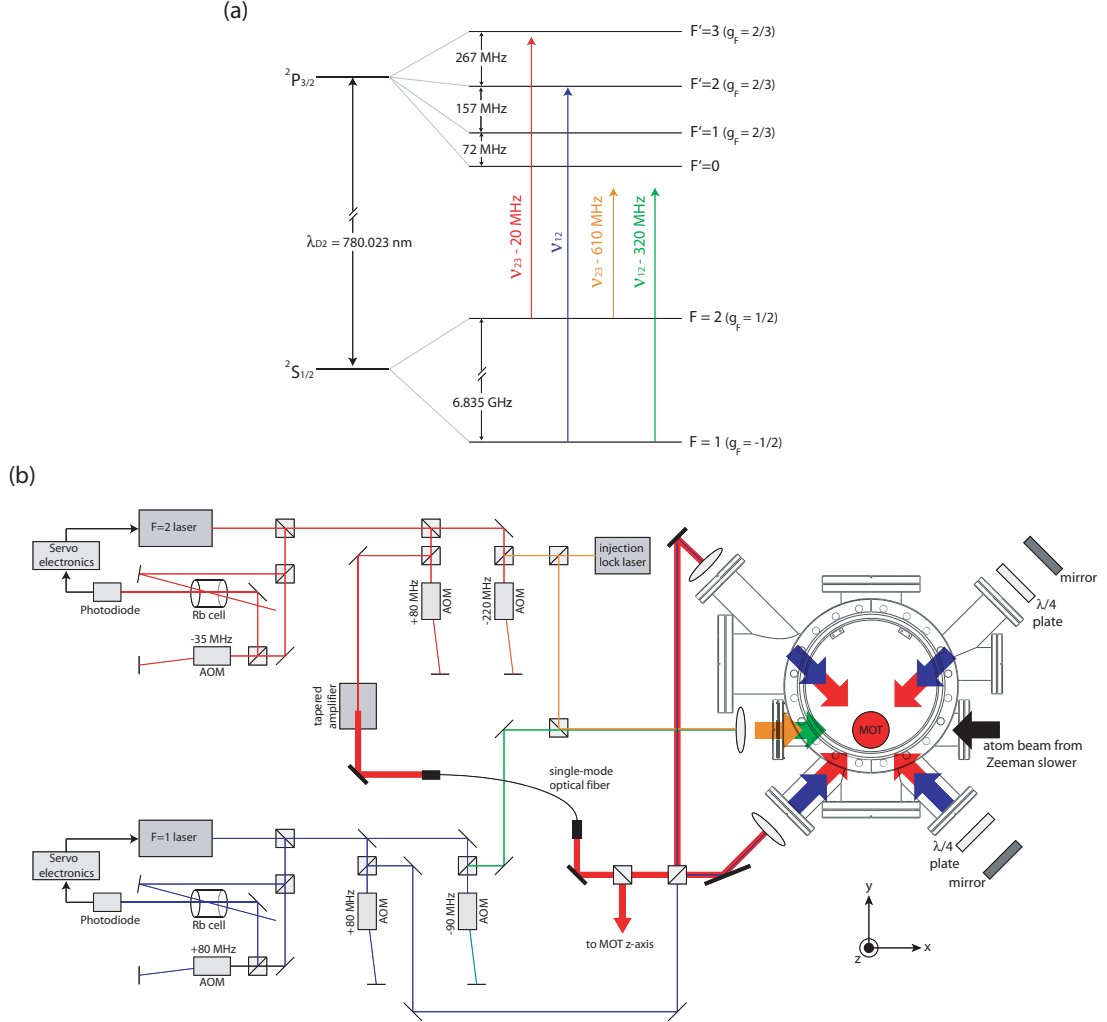 (a)
F'=3 (gF = 2/3)
267 MHz
²P3/2
F'=2 (gF = 2/3)
157 MHz
F'=1 (gF = 2/3)
72 MHz
F'=0
λD2 = 780.023 nm
ν23 - 20 MHz
ν12
ν23 - 610 MHz
ν12 - 320 MHz
F = 2 (gF = 1/2)
²S1/2
6.835 GHz
F = 1 (gF = -1/2)
(b)
F=2 laser
Servo
electronics
Photodiode
Rb cell
-35 MHz
AOM
+80 MHz
AOM
-220 MHz
AOM
injection
lock laser
tapered
amplifier
single-mode
optical fiber
mirror
λ/4
plate
MOT
atom beam from
Zeeman slower
λ/4
plate
mirror
F=1 laser
Servo
electronics
Photodiode
Rb cell
+80 MHz
AOM
+80 MHz
AOM
-90 MHz
AOM
to MOT z-axis
y
x
z